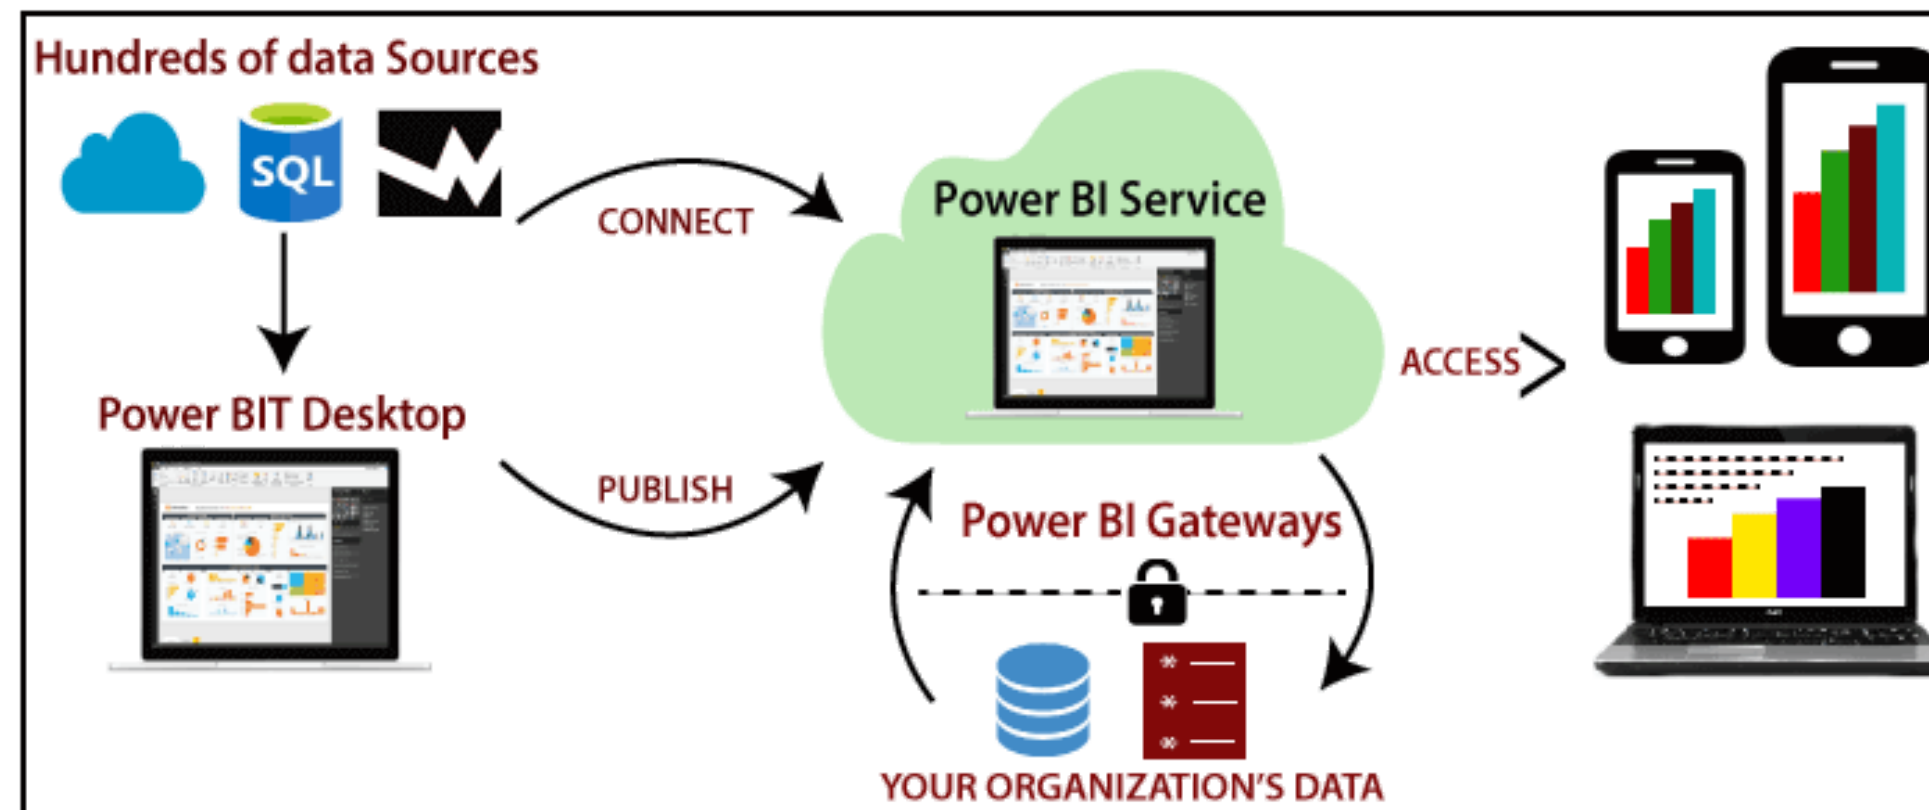 Hundreds of data Sources
SQL
CONNECT
Power BI Service
ACCESS
Power BIT Desktop
PUBLISH
Power BI Gateways
YOUR ORGANIZATION'S DATA